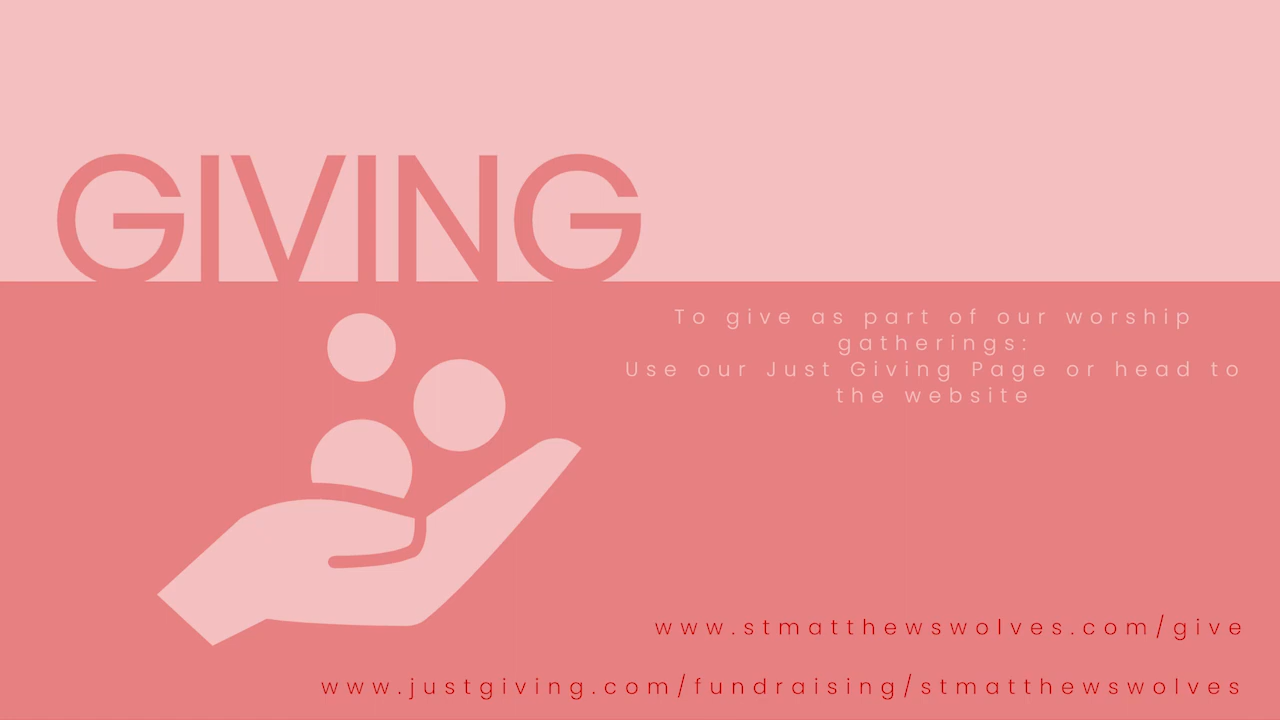 GIVING
To give as part of our worship
gatherings:
Use our Just Giving Page or head to
the website
www.stmatthewswolves.com/give
www.justgiving.com/fundraising/stmatthewswolves